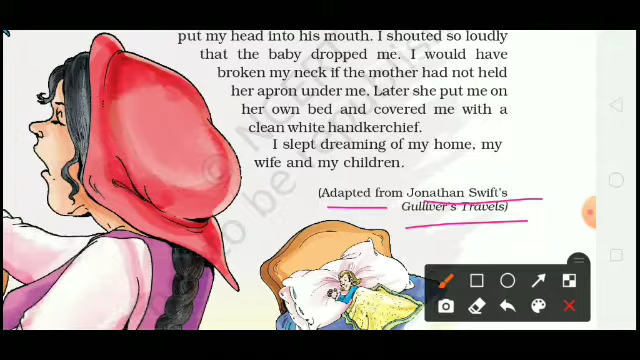 put my head into his mouth. I shouted so loudly
that the baby dropped me. I would have
broken my neck if the mother had not held
her apron under me. Later she put me on
her own bed and covered me with a
clean white handkerchief.
I slept dreaming of my home, my
wife and my children.
(Adapted from Jonathan Swift's
Gulliver's Travels)